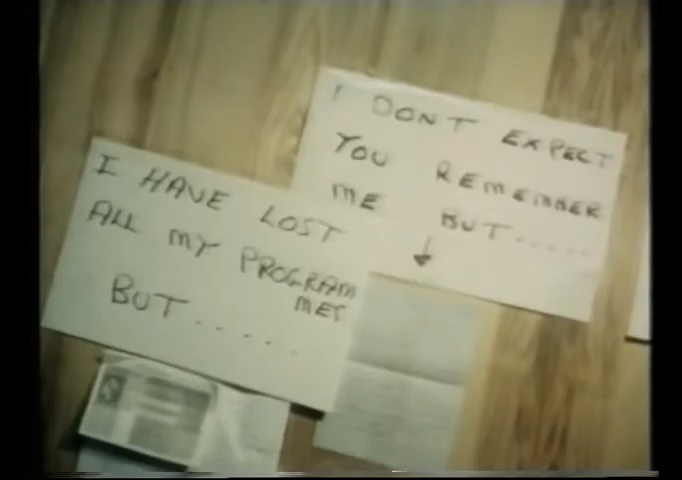 I HAVE LOST
ALL MY PROGRAM
MES
BUT.....
I DONT EXPECT
YOU REMEMBER
ME BUT.....